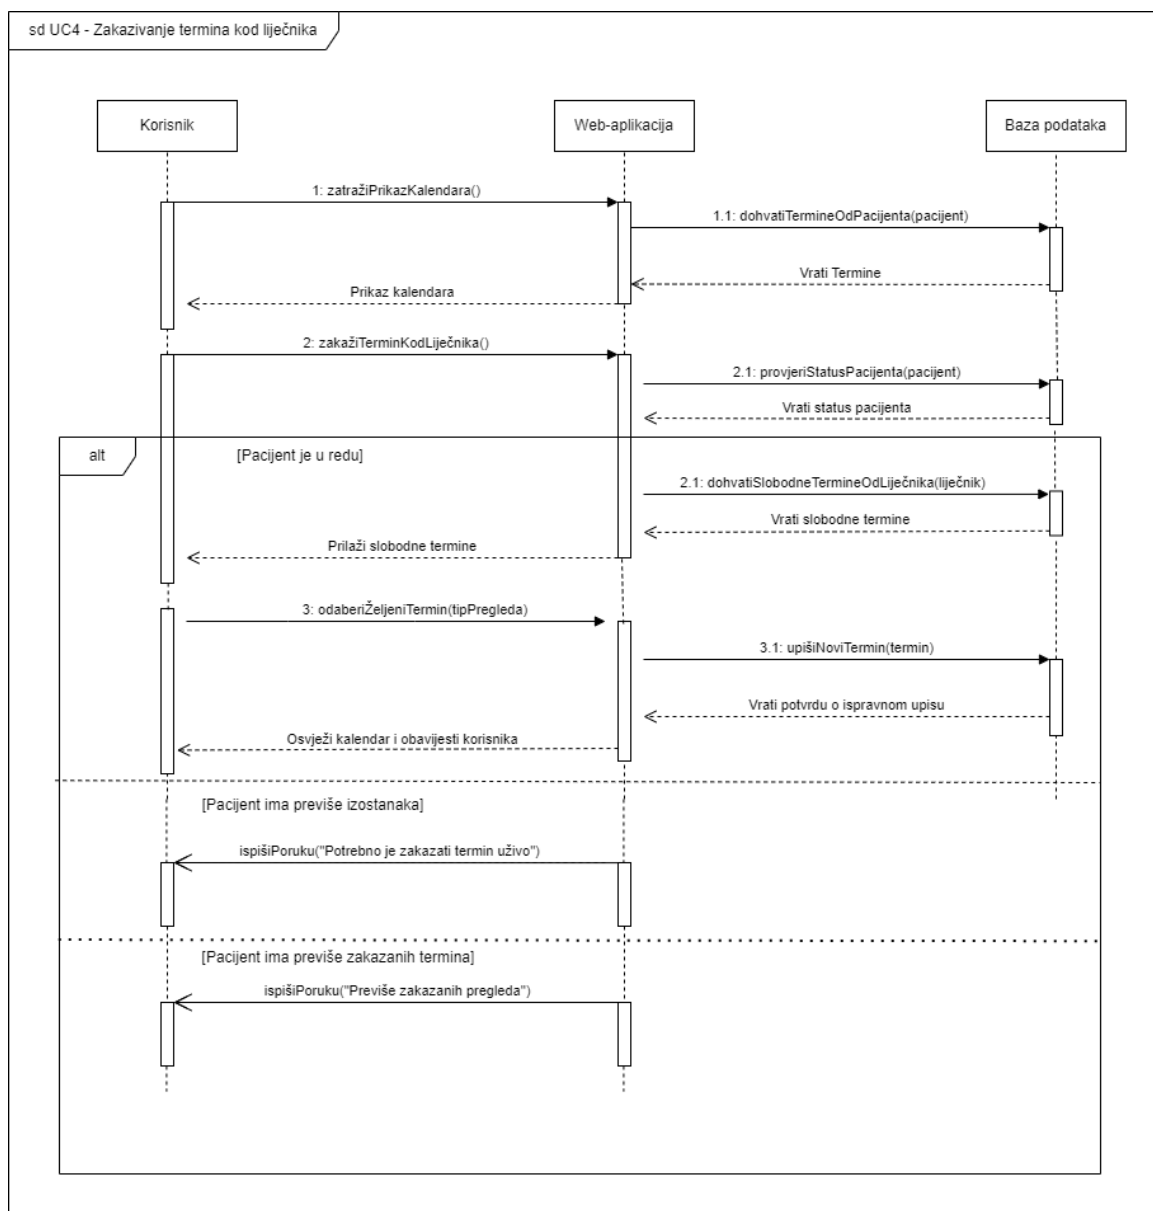 sd UC4 - Zakazivanje termina kod liječnika
Korisnik
Web-aplikacija
Baza podataka
1: zatražiPrikazKalendara()
1.1: dohvatiTermineOdPacijenta(pacijent)
Vrati Termine
Prikaz kalendara
2: zakažiTerminKodLiječnika()
2.1: provjeriStatusPacijenta(pacijent)
Vrati status pacijenta
alt
[Pacijent je u redu]
2.1: dohvatiSlobodneTermineOdLiječnika(liječnik)
Vrati slobodne termine
Prilaži slobodne termine
3: odaberiŽeljeniTermin(tipPregleda)
3.1: upišiNoviTermin(termin)
Vrati potvrdu o ispravnom upisu
Osvježi kalendar i obavijesti korisnika
[Pacijent ima previše izostanaka]
ispišiPoruku("Potrebno je zakazati termin uživo")
[Pacijent ima previše zakazanih termina]
ispišiPoruku("Previše zakazanih pregleda")